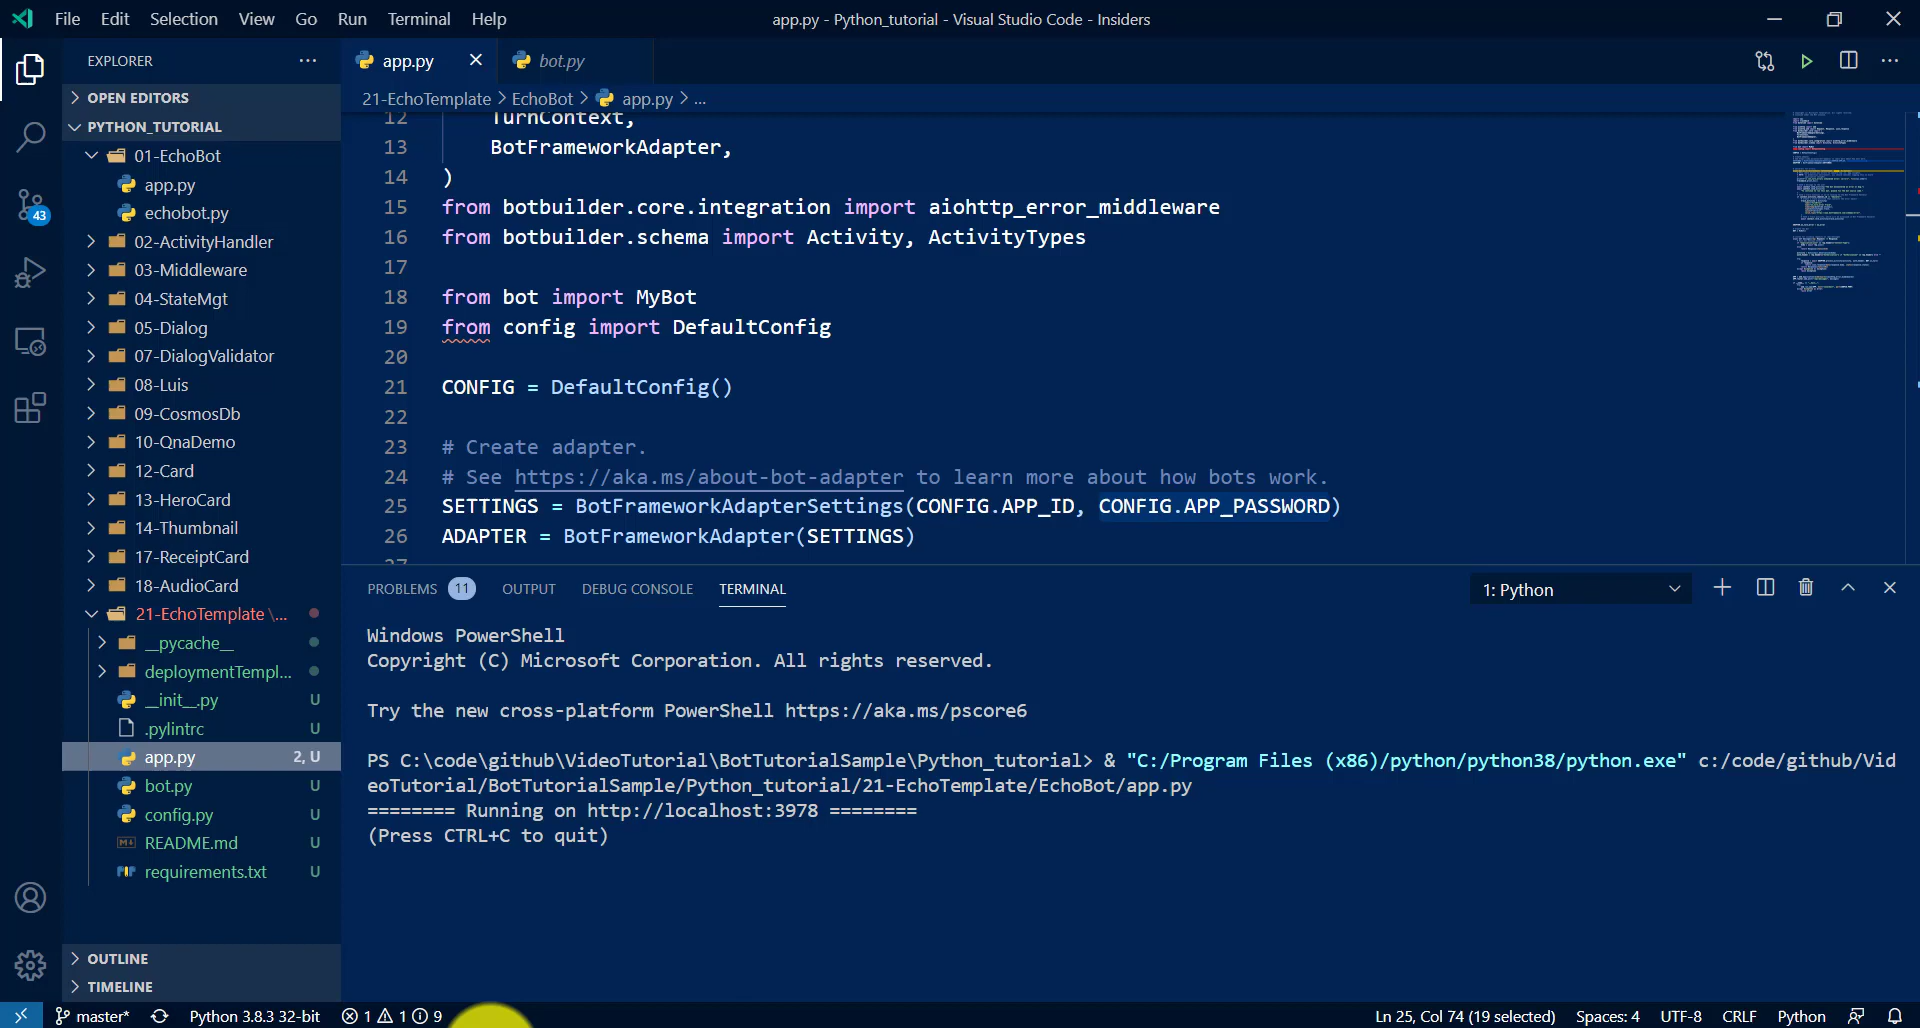 File Edit Selection View Go Run Terminal Help
app.py - Python_tutorial - Visual Studio Code - Insiders
EXPLORER
OPEN EDITORS
PYTHON_TUTORIAL
01-EchoBot
app.py
echobot.py
02-ActivityHandler
03-Middleware
04-StateMgt
05-Dialog
07-DialogValidator
08-Luis
09-CosmosDb
10-QnaDemo
12-Card
13-HeroCard
14-Thumbnail
17-ReceiptCard
18-AudioCard
21-EchoTemplate \...
__pycache__
deploymentTempl...
__init__.py U
.pylintrc U
app.py 2, U
bot.py U
config.py U
README.md U
requirements.txt U
OUTLINE
TIMELINE
43
app.py bot.py
21-EchoTemplate > EchoBot > app.py > ...
12 TurnContext,
13 BotFrameworkAdapter,
14 )
15 from botbuilder.core.integration import aiohttp_error_middleware
16 from botbuilder.schema import Activity, ActivityTypes
17
18 from bot import MyBot
19 from config import DefaultConfig
20
21 CONFIG = DefaultConfig()
22
23 # Create adapter.
24 # See https://aka.ms/about-bot-adapter to learn more about how bots work.
25 SETTINGS = BotFrameworkAdapterSettings(CONFIG.APP_ID, CONFIG.APP_PASSWORD)
26 ADAPTER = BotFrameworkAdapter(SETTINGS)
PROBLEMS 11 OUTPUT DEBUG CONSOLE TERMINAL
1: Python
Windows PowerShell
Copyright (C) Microsoft Corporation. All rights reserved.
Try the new cross-platform PowerShell https://aka.ms/pscore6
PS C:\code\github\VideoTutorial\BotTutorialSample\Python_tutorial> & "C:/Program Files (x86)/python/python38/python.exe" c:/code/github/Vid
eoTutorial/BotTutorialSample/Python_tutorial/21-EchoTemplate/EchoBot/app.py
======== Running on http://localhost:3978 ========
(Press CTRL+C to quit)
master* Python 3.8.3 32-bit 1 1 9
Ln 25, Col 74 (19 selected) Spaces: 4 UTF-8 CRLF Python